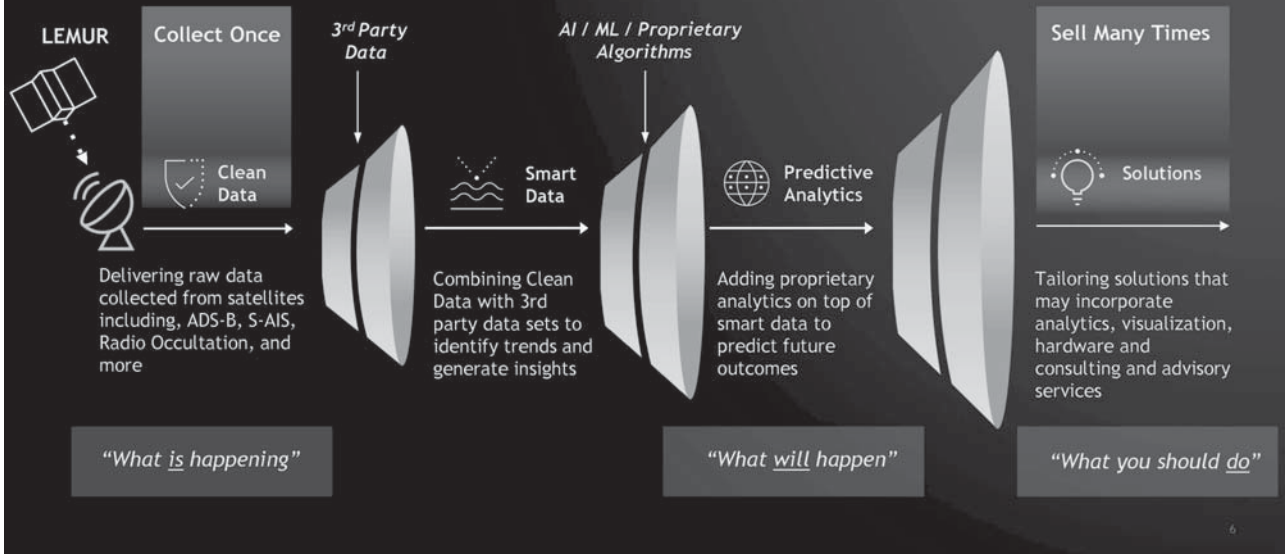 LEMUR
Collect Once
3rd Party
Data
AI / ML / Proprietary
Algorithms
Sell Many Times
Clean
Data
Smart
Data
Predictive
Analytics
Solutions
Delivering raw data
collected from satellites
including, ADS-B, S-AIS,
Radio Occultation, and
more
Combining Clean
Data with 3rd
party data sets to
identify trends and
generate insights
Adding proprietary
analytics on top of
smart data to
predict future
outcomes
Tailoring solutions that
may incorporate
analytics, visualization,
hardware and
consulting and advisory
services
“What is happening”
“What will happen”
“What you should do”
6